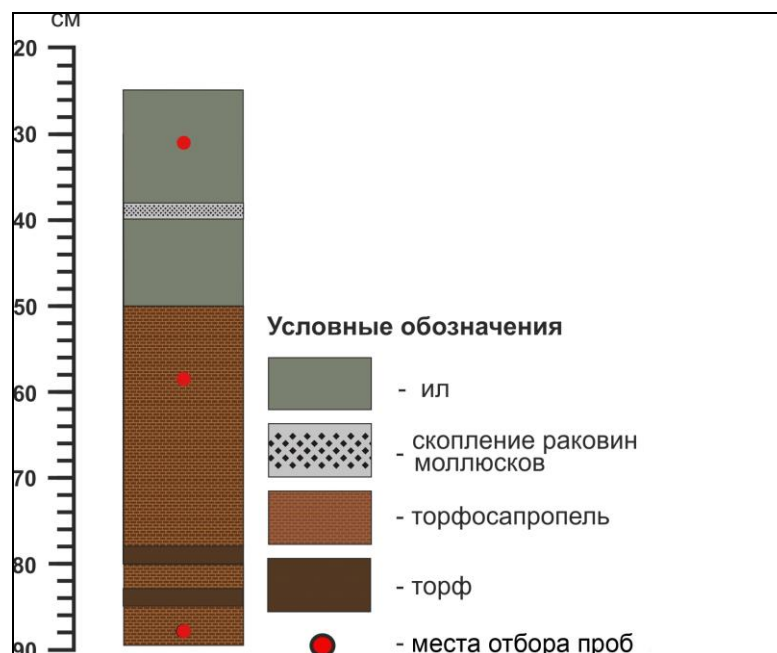 см
20
30
40
50
60
70
80
90
Условные обозначения
- ил
- скопление раковин
моллюсков
- торфосапропель
- торф
- места отбора проб